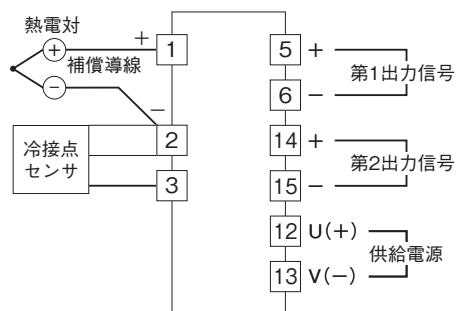 熱電対
+
補償導線
−
+ 1
− 2
冷接点
センサ
3
5 +
第1出力信号
6 −
14 +
第2出力信号
15 −
12 U(+)
供給電源
13 V(−)